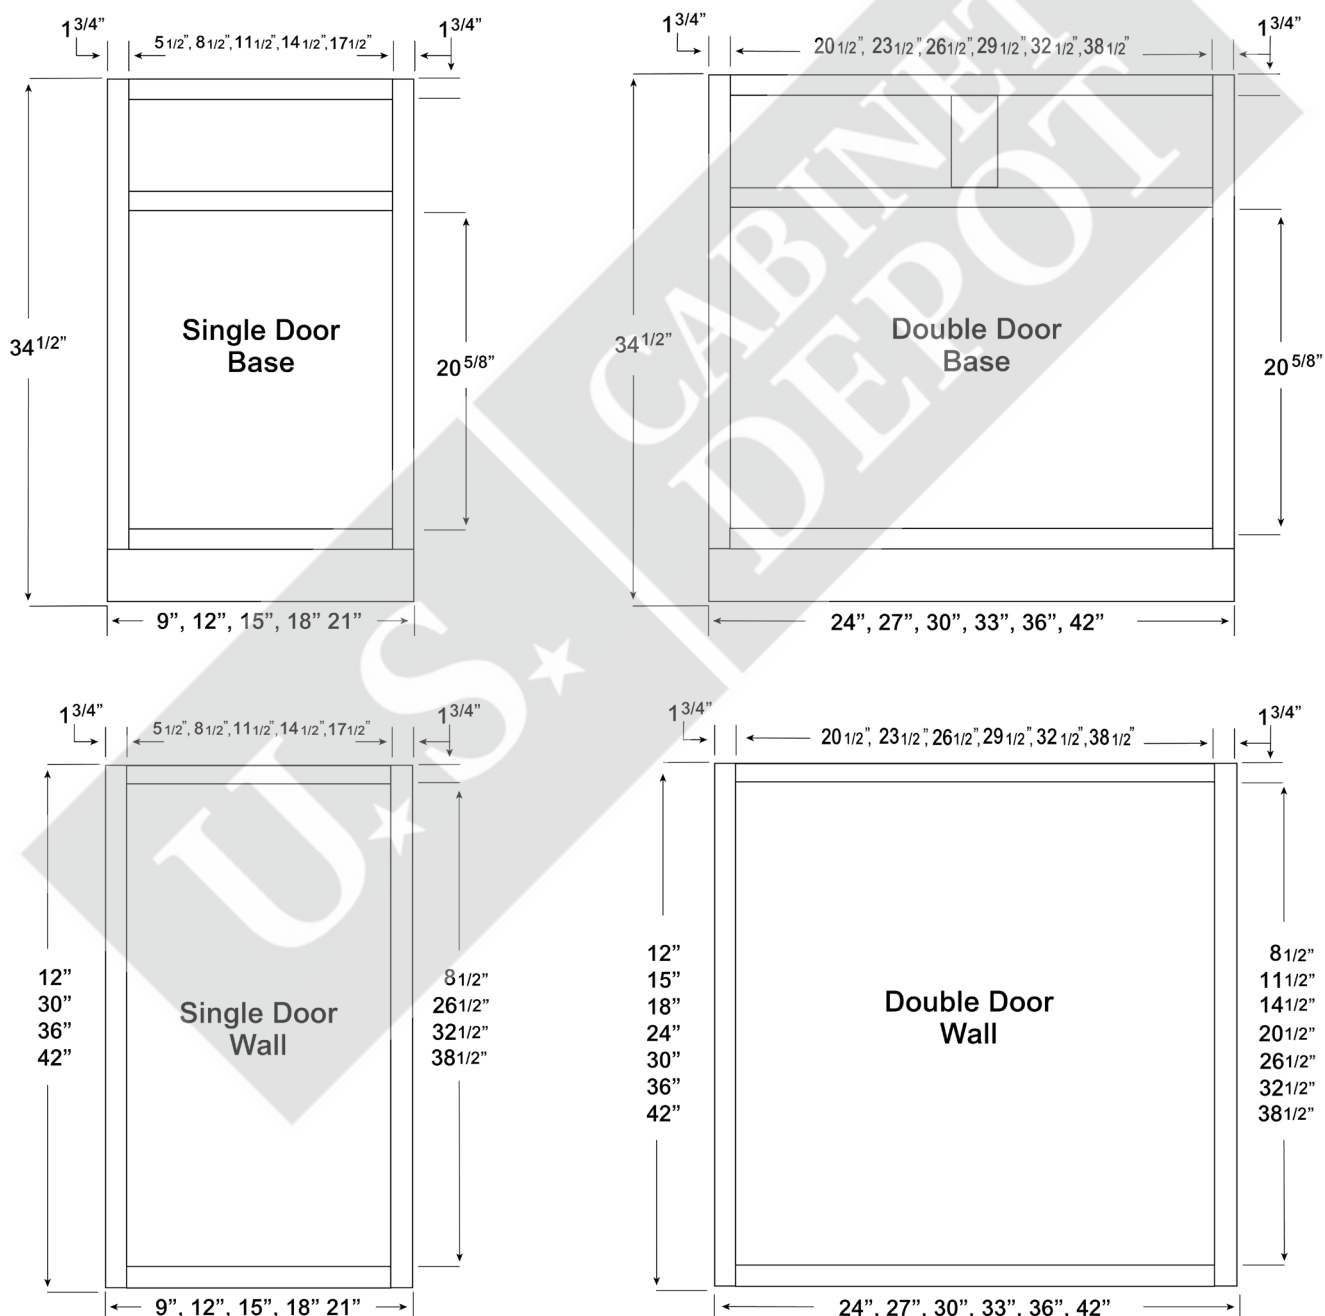 1 3/4”
5 1/2”, 8 1/2”, 11 1/2”, 14 1/2”, 17 1/2”
1 3/4”
34 1/2”
Single Door
Base
20 5/8”
9”, 12”, 15”, 18” 21”
1 3/4”
20 1/2”, 23 1/2”, 26 1/2”, 29 1/2”, 32 1/2”, 38 1/2”
1 3/4”
34 1/2”
Double Door
Base
20 5/8”
24”, 27”, 30”, 33”, 36”, 42”
1 3/4”
5 1/2”, 8 1/2”, 11 1/2”, 14 1/2”, 17 1/2”
1 3/4”
12”
30”
36”
42”
Single Door
Wall
8 1/2”
26 1/2”
32 1/2”
38 1/2”
9”, 12”, 15”, 18” 21”
1 3/4”
20 1/2”, 23 1/2”, 26 1/2”, 29 1/2”, 32 1/2”, 38 1/2”
1 3/4”
12”
15”
18”
24”
30”
36”
42”
Double Door
Wall
8 1/2”
11 1/2”
14 1/2”
20 1/2”
26 1/2”
32 1/2”
38 1/2”
24”, 27”, 30”, 33”, 36”, 42”
U.S.
CABINET
DEPOT